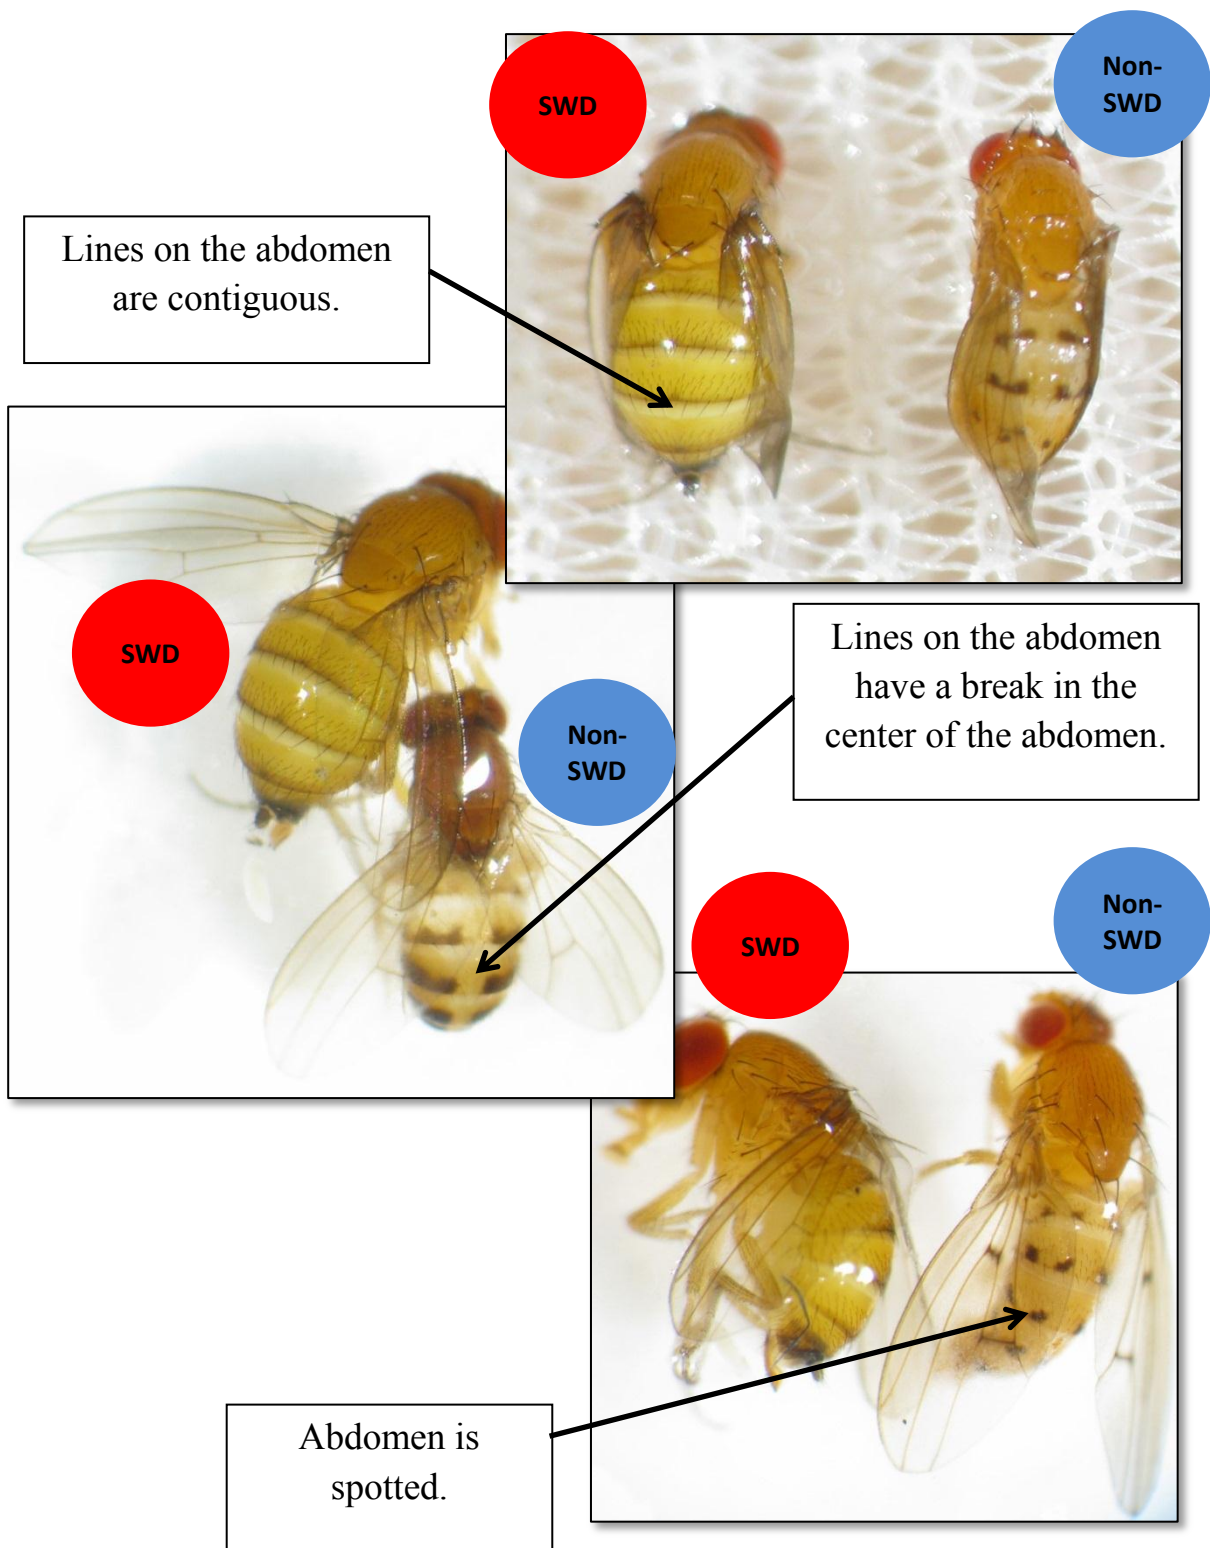 SWD
Non-
SWD
Lines on the abdomen
are contiguous.
SWD
Non-
SWD
Lines on the abdomen
have a break in the
center of the abdomen.
SWD
Non-
SWD
Abdomen is
spotted.